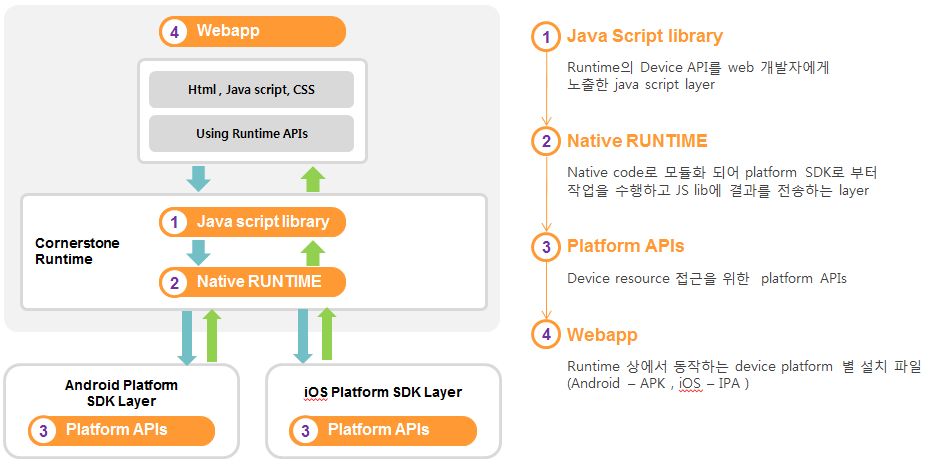 4 Webapp
Html , Java script, CSS
Using Runtime APIs
Cornerstone
Runtime
1 Java script library
2 Native RUNTIME
Android Platform
SDK Layer
3 Platform APIs
iOS Platform SDK Layer
3 Platform APIs
1 Java Script library
Runtime의 Device API를 web 개발자에게
노출한 java script layer
2 Native RUNTIME
Native code로 모듈화 되어 platform SDK로 부터
작업을 수행하고 JS lib에 결과를 전송하는 layer
3 Platform APIs
Device resource 접근을 위한 platform APIs
4 Webapp
Runtime 상에서 동작하는 device platform 별 설치 파일
(Android – APK , iOS – IPA )